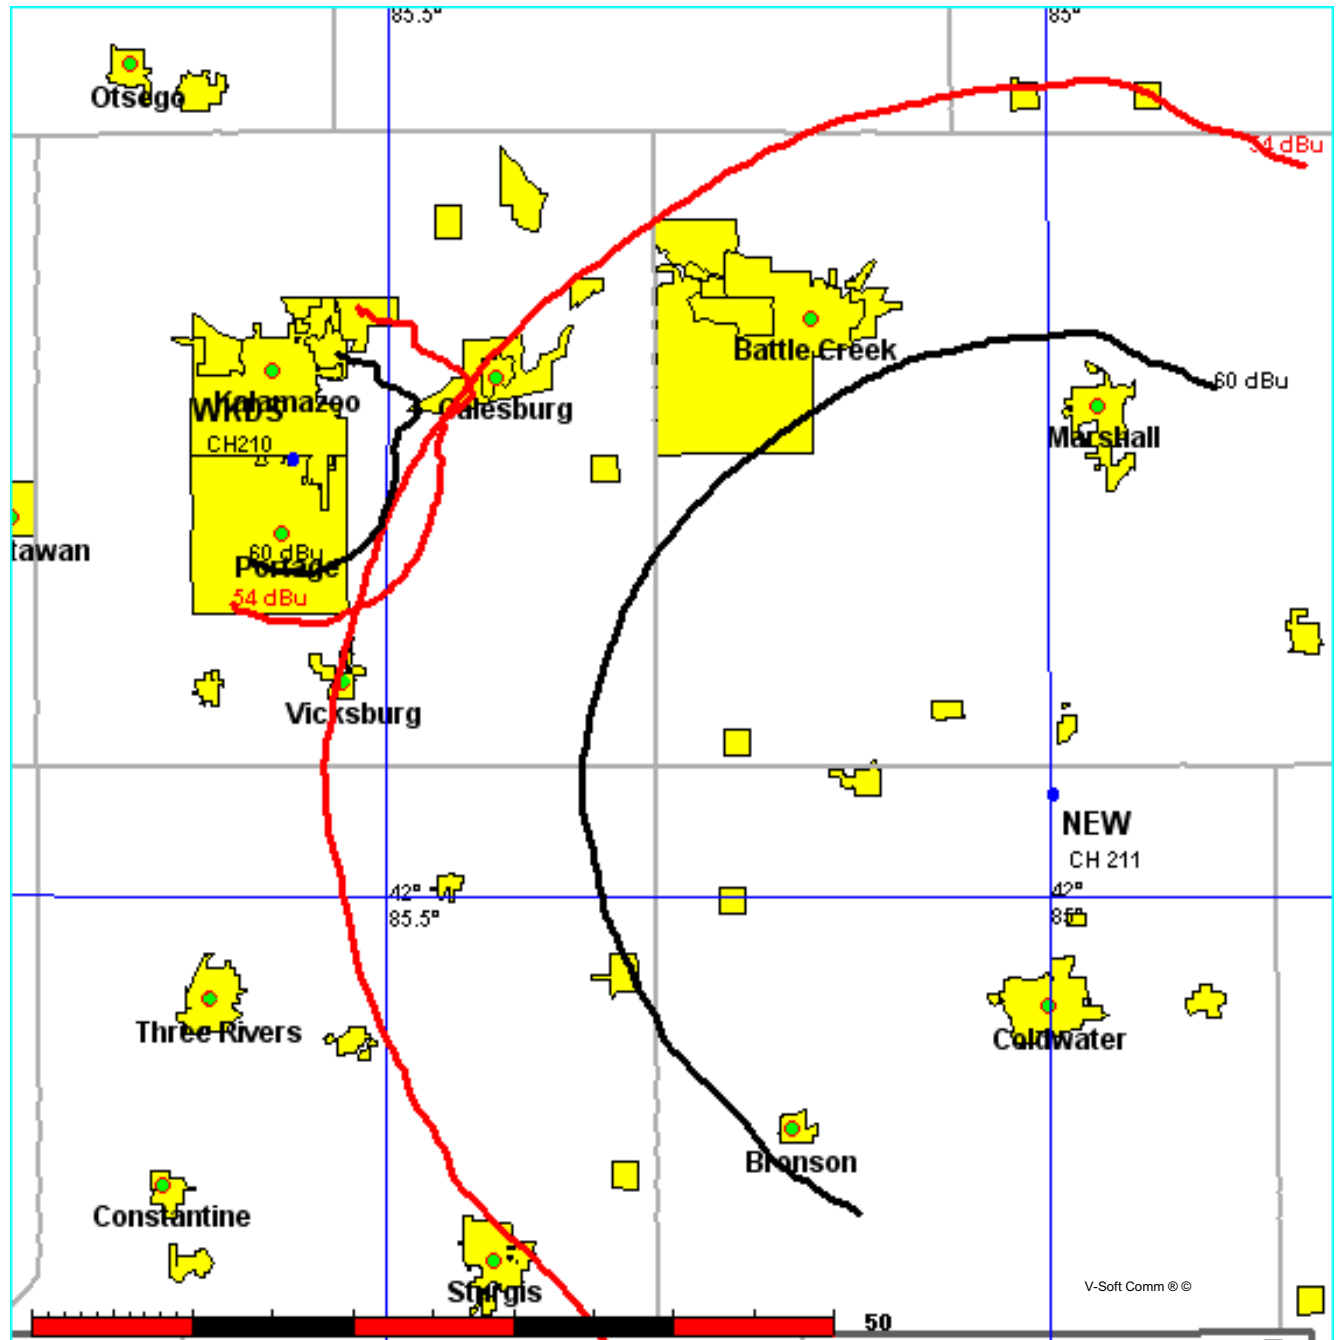 85.5°
85°
Otsego
54 dBu
Battle Creek
60 dBu
Kalamazoo
WKDS
Galesburg
Marshall
CH210
tawan
60 dBu
Portage
54 dBu
Vicksburg
NEW
CH 211
42°
85.5°
42°
85°
Three Rivers
Coldwater
Bronson
Constantine
Sturgis
V-Soft Comm ® ©
50